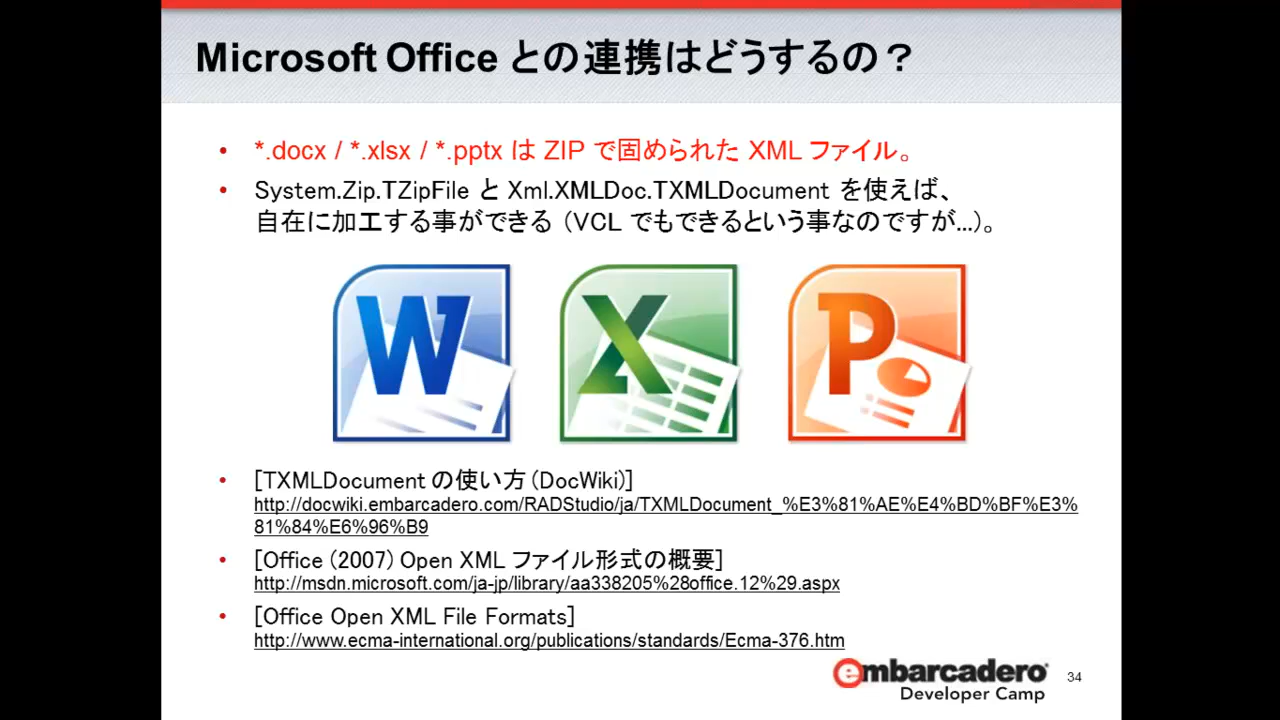 Microsoft Office との連携はどうするの？
• *.docx / *.xlsx / *.pptx は ZIP で固められた XML ファイル。
• System.Zip.TZipFile と Xml.XMLDoc.TXMLDocument を使えば、
自在に加工する事ができる (VCL でもできるという事なのですが...)。
W
X
P
• [TXMLDocument の使い方 (DocWiki)]
http://docwiki.embarcadero.com/RADStudio/ja/TXMLDocument_%E3%81%AE%E4%BD%BF%E3%
81%84%E6%96%B9
• [Office (2007) Open XML ファイル形式の概要]
http://msdn.microsoft.com/ja-jp/library/aa338205%28office.12%29.aspx
• [Office Open XML File Formats]
http://www.ecma-international.org/publications/standards/Ecma-376.htm
embarcadero®
Developer Camp
34